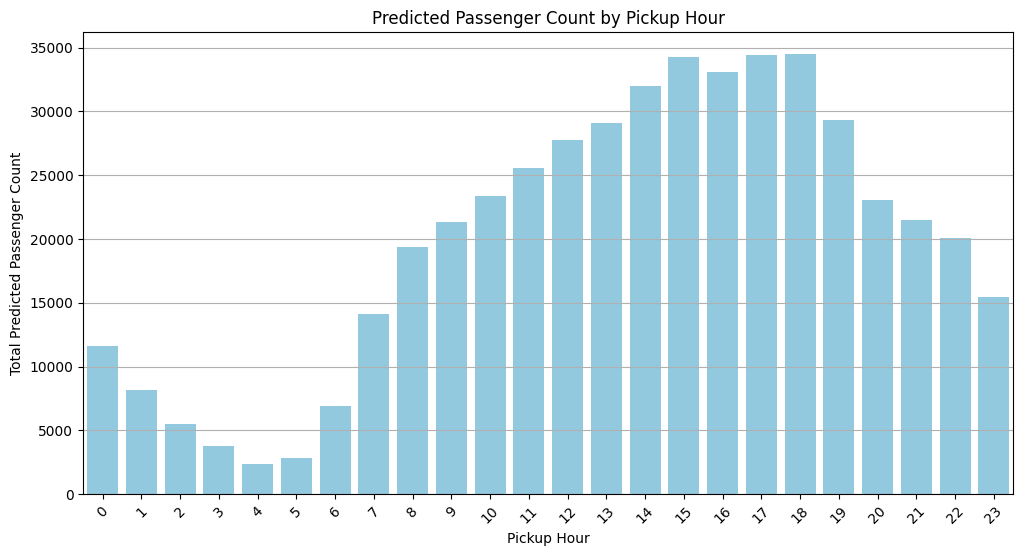 Predicted Passenger Count by Pickup Hour
Total Predicted Passenger Count
35000
30000
25000
20000
15000
10000
5000
0
0 1 2 3 4 5 6 7 8 9 10 11 12 13 14 15 16 17 18 19 20 21 22 23
Pickup Hour